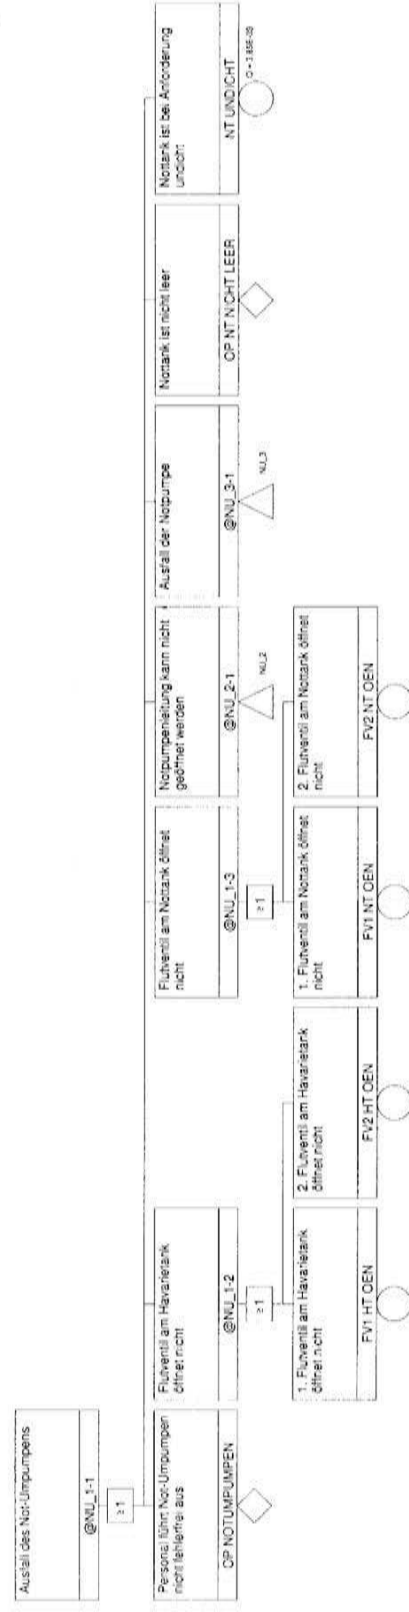 Ausfall des Not-Umpumpens
@NU_1-1
≥1
Personal führt Not-Umpumpen
nicht fehlerfrei aus
OP NOTUMPUMPEN
Flutventil am Havarietank
öffnet nicht
@NU_1-2
≥1
Flutventil am Nottank öffnet
nicht
@NU_1-3
≥1
Notpumpenleitung kann nicht
geöffnet werden
@NU_2-1
NU_2
Ausfall der Notpumpe
@NU_3-1
NU_3
Nottank ist nicht leer
OP NT NICHT LEER
Nottank ist bei Anforderung
undicht
NT UNDICHT
Q = 3.85E-03
1. Flutventil am Havarietank
öffnet nicht
FV1 HT OEN
2. Flutventil am Havarietank
öffnet nicht
FV2 HT OEN
1. Flutventil am Nottank öffnet
nicht
FV1 NT OEN
2. Flutventil am Nottank öffnet
nicht
FV2 NT OEN